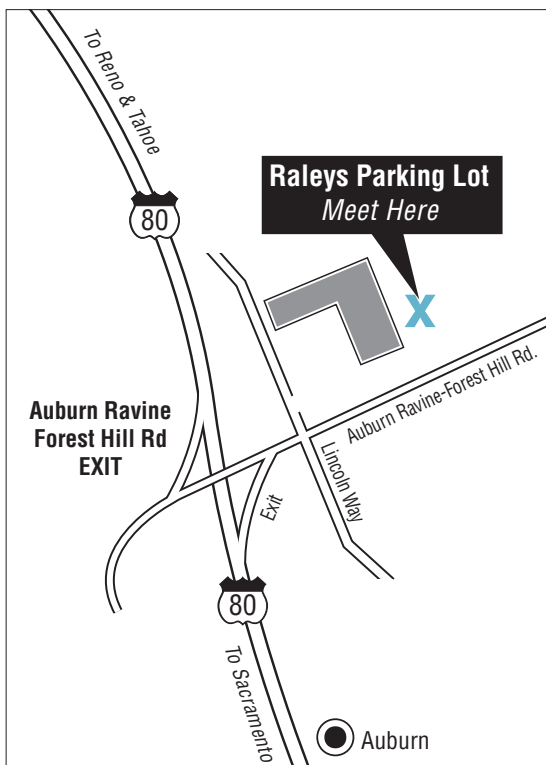 To Reno & Tahoe
80
Raleys Parking Lot
Meet Here
X
Auburn Ravine
Forest Hill Rd
EXIT
Auburn Ravine-Forest Hill Rd.
Lincoln Way
Exit
80
To Sacramento
Auburn